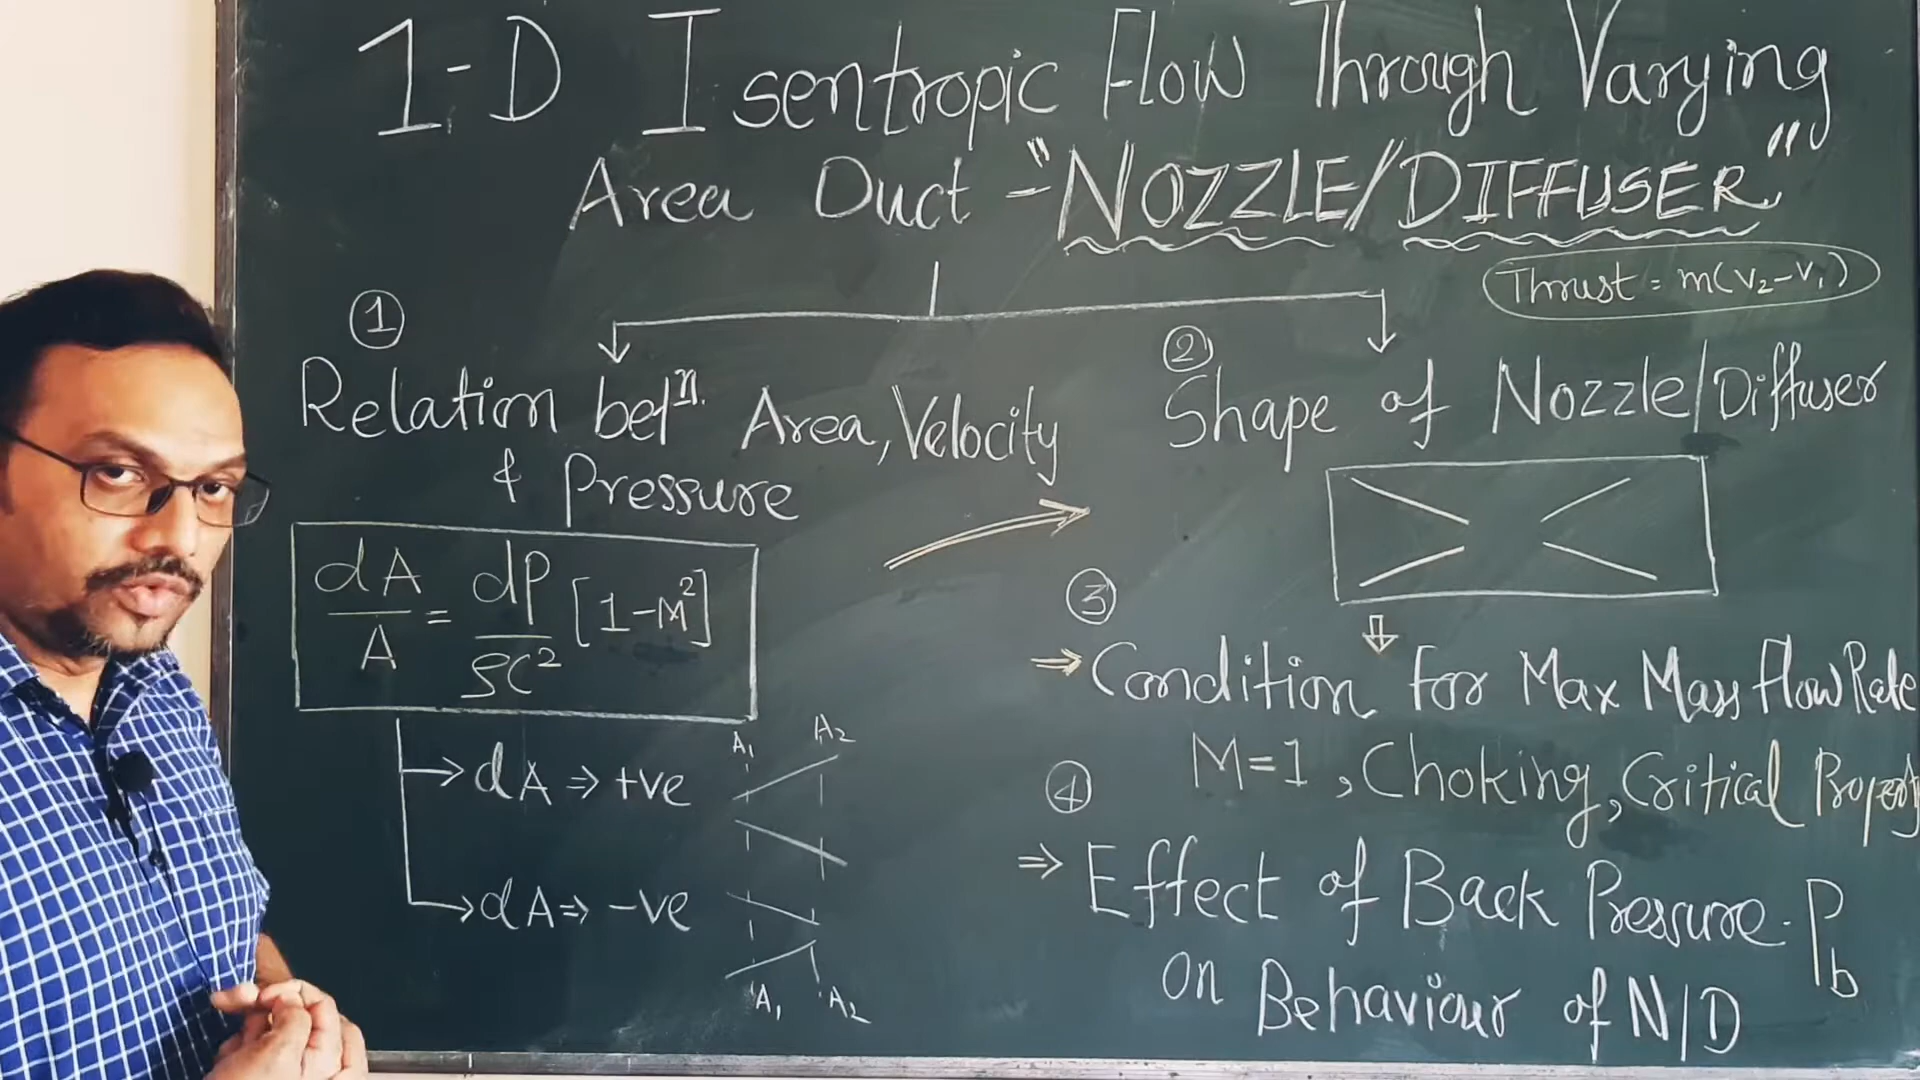 1-D Isentropic Flow Through Varying
Area Duct - "NOZZLE/DIFFUSER"
Thrust = m(V₂-V₁)
①
Relation betⁿ. Area, Velocity
& Pressure
dA/A = dP/ρC² [1-M²]
→ dA ⇒ +ve
A₁ A₂
→ dA ⇒ -ve
A₁ A₂
②
Shape of Nozzle/Diffuser
③
⇒ Condition for Max Mass flow Rate
M=1, Choking, Critical Property
④
⇒ Effect of Back Pressure. Pb
on Behaviour of N/D